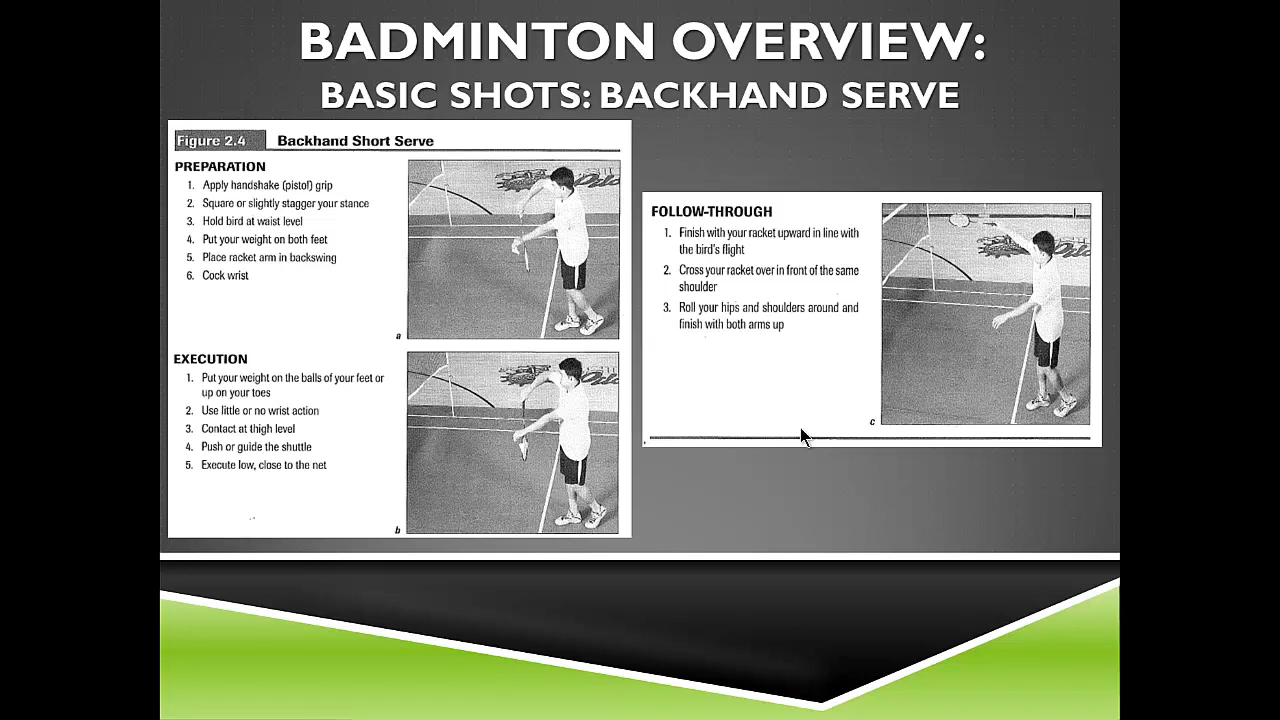 BADMINTON OVERVIEW:
BASIC SHOTS: BACKHAND SERVE
Figure 2.4 Backhand Short Serve
PREPARATION
1. Apply handshake (pistol) grip
2. Square or slightly stagger your stance
3. Hold bird at waist level
4. Put your weight on both feet
5. Place racket arm in backswing
6. Cock wrist
a
EXECUTION
1. Put your weight on the balls of your feet or
up on your toes
2. Use little or no wrist action
3. Contact at thigh level
4. Push or guide the shuttle
5. Execute low, close to the net
b
FOLLOW-THROUGH
1. Finish with your racket upward in line with
the bird's flight
2. Cross your racket over in front of the same
shoulder
3. Roll your hips and shoulders around and
finish with both arms up
c